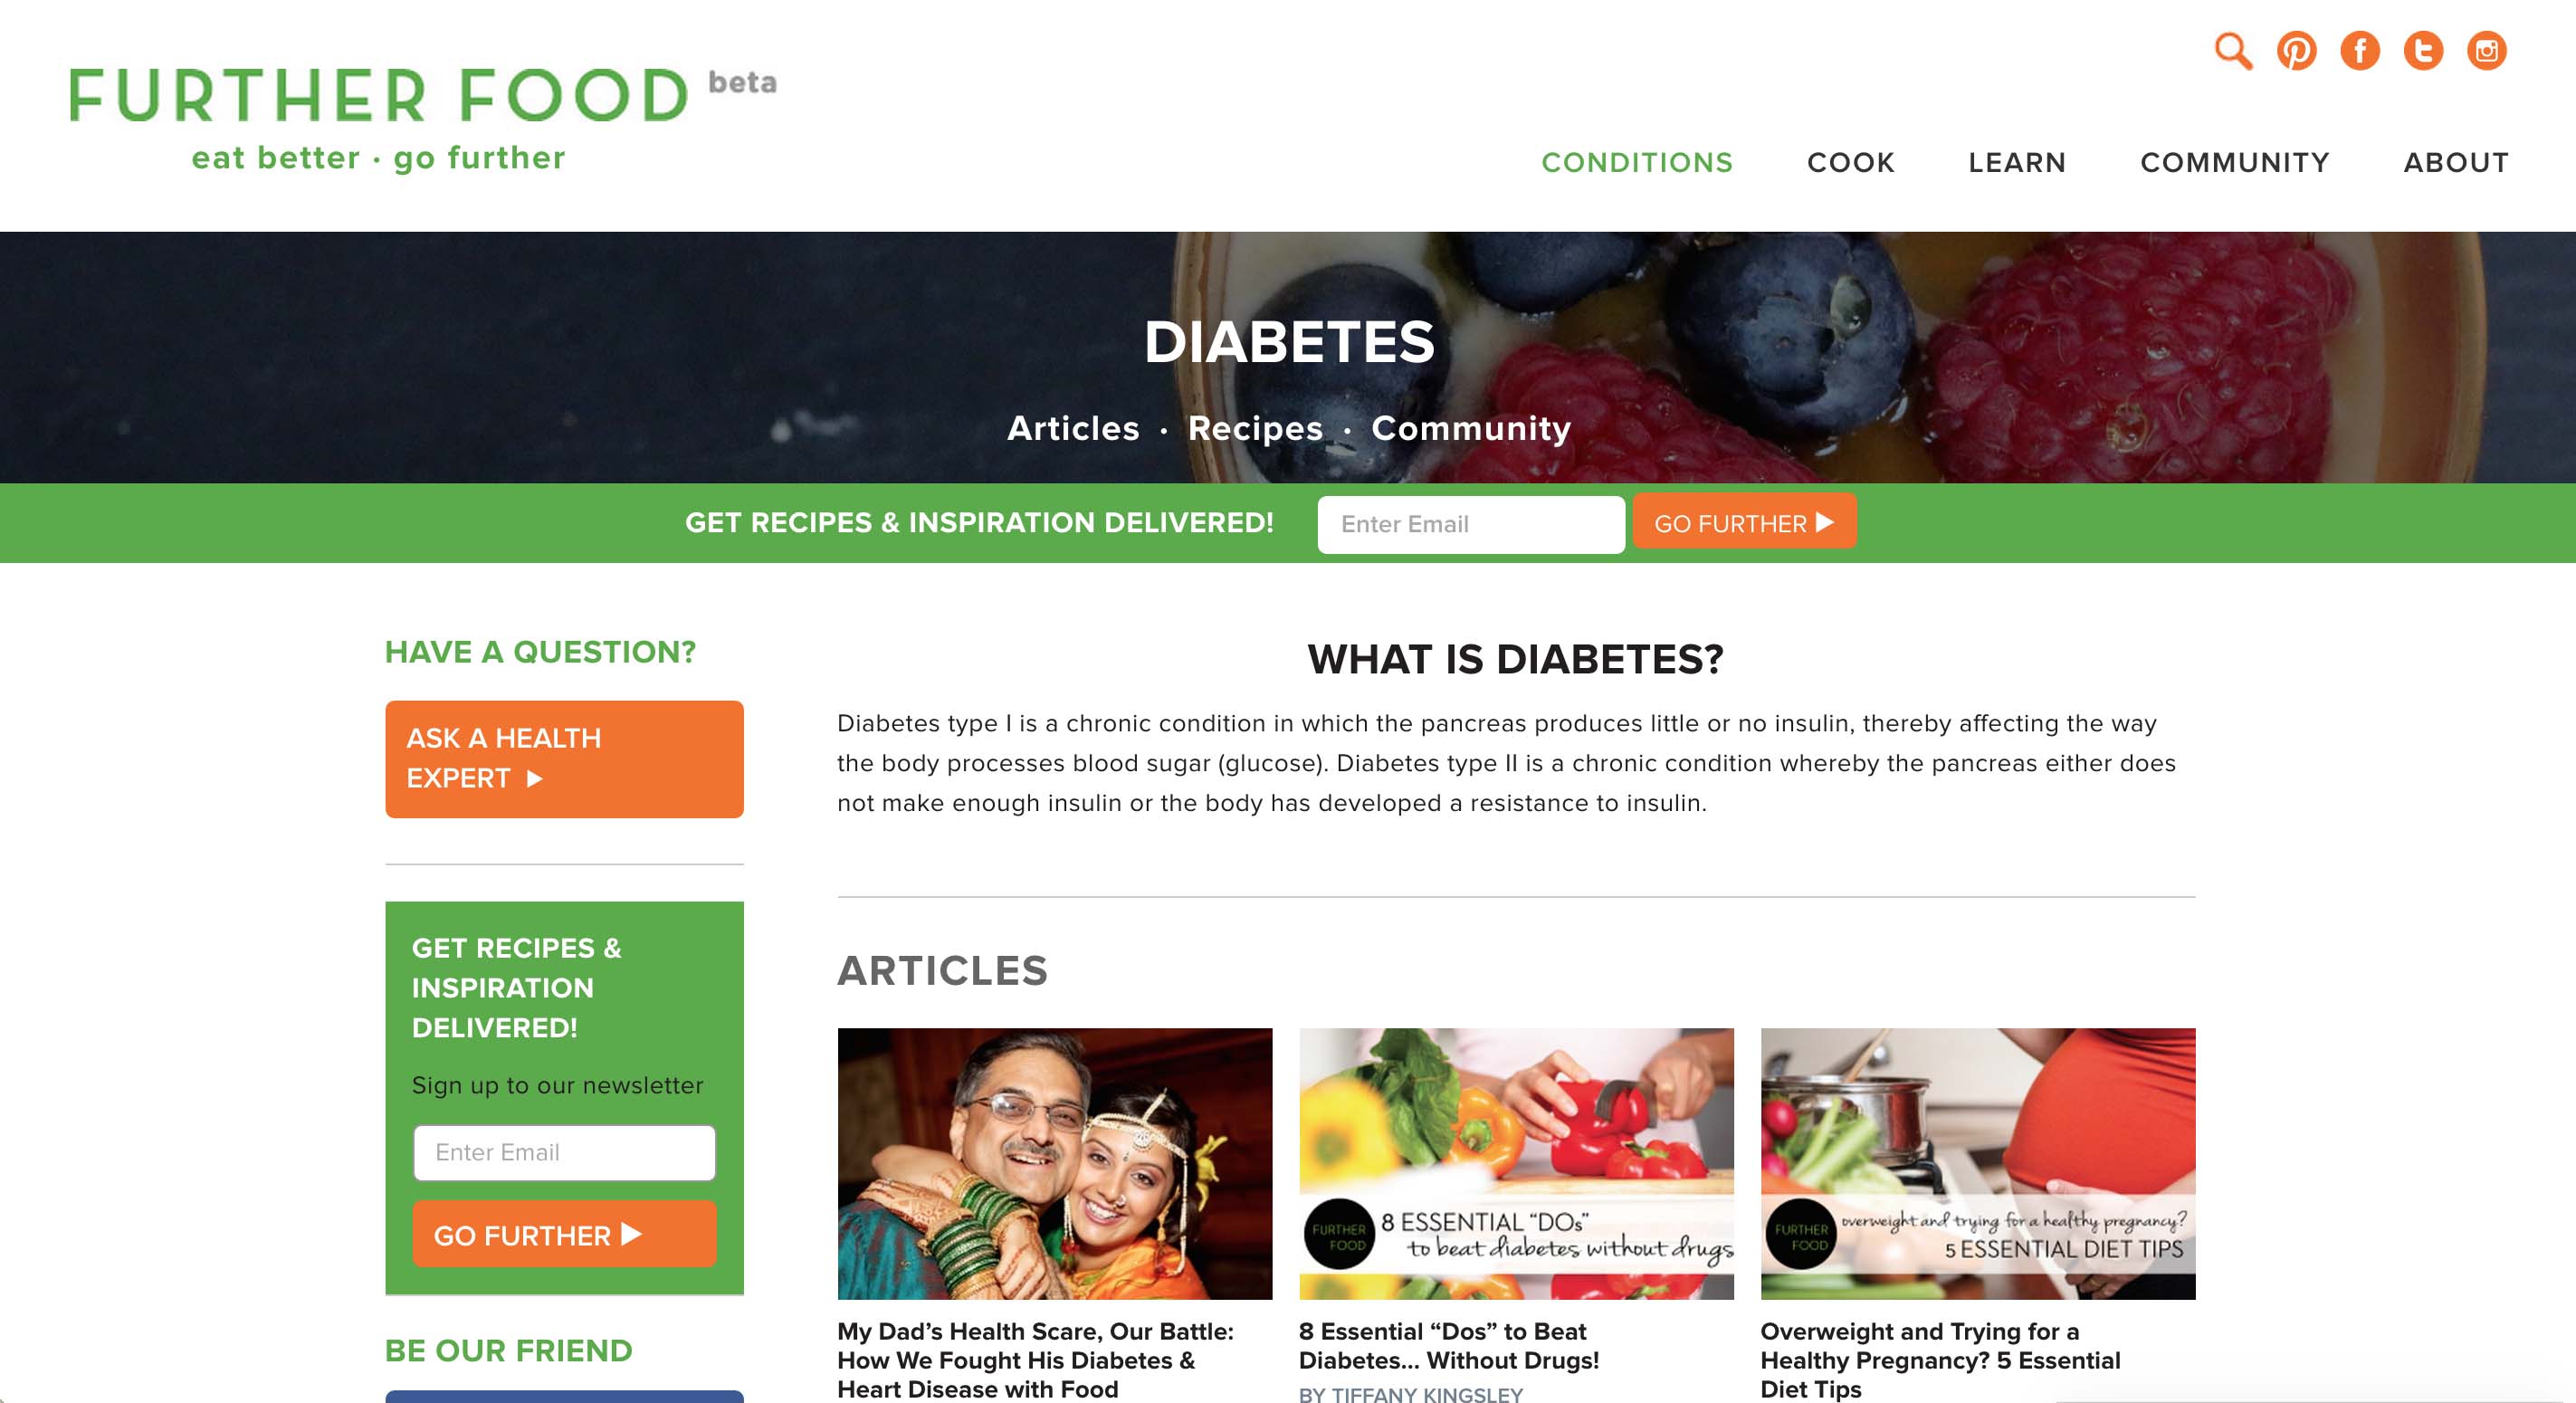 FURTHER FOOD beta
eat better · go further
CONDITIONS COOK LEARN COMMUNITY ABOUT
DIABETES
Articles · Recipes · Community
GET RECIPES & INSPIRATION DELIVERED! Enter Email GO FURTHER ▶
HAVE A QUESTION?
ASK A HEALTH
EXPERT ▶
GET RECIPES &
INSPIRATION
DELIVERED!
Sign up to our newsletter
Enter Email
GO FURTHER ▶
BE OUR FRIEND
WHAT IS DIABETES?
Diabetes type I is a chronic condition in which the pancreas produces little or no insulin, thereby affecting the way
the body processes blood sugar (glucose). Diabetes type II is a chronic condition whereby the pancreas either does
not make enough insulin or the body has developed a resistance to insulin.
ARTICLES
My Dad’s Health Scare, Our Battle:
How We Fought His Diabetes &
Heart Disease with Food
FURTHER
FOOD
8 ESSENTIAL “DOs”
to beat diabetes without drugs
8 Essential “Dos” to Beat
Diabetes... Without Drugs!
BY TIFFANY KINGSLEY
FURTHER
FOOD
overweight and trying for a healthy pregnancy?
5 ESSENTIAL DIET TIPS
Overweight and Trying for a
Healthy Pregnancy? 5 Essential
Diet Tips